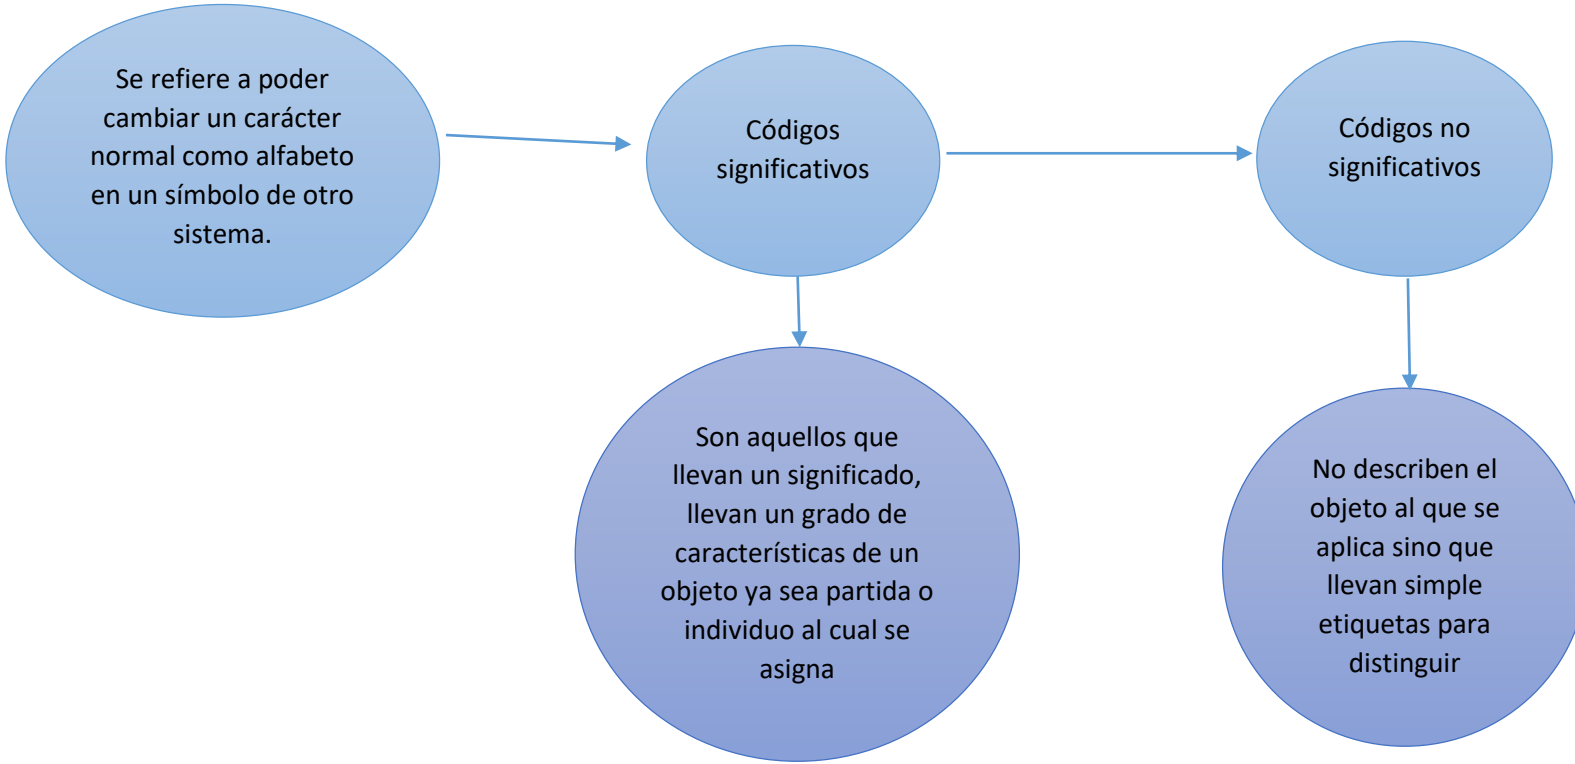 Se refiere a poder
cambiar un carácter
normal como alfabeto
en un símbolo de otro
sistema.
Códigos
significativos
Códigos no
significativos
Son aquellos que
llevan un significado,
llevan un grado de
características de un
objeto ya sea partida o
individuo al cual se
asigna
No describen el
objeto al que se
aplica sino que
llevan simple
etiquetas para
distinguir